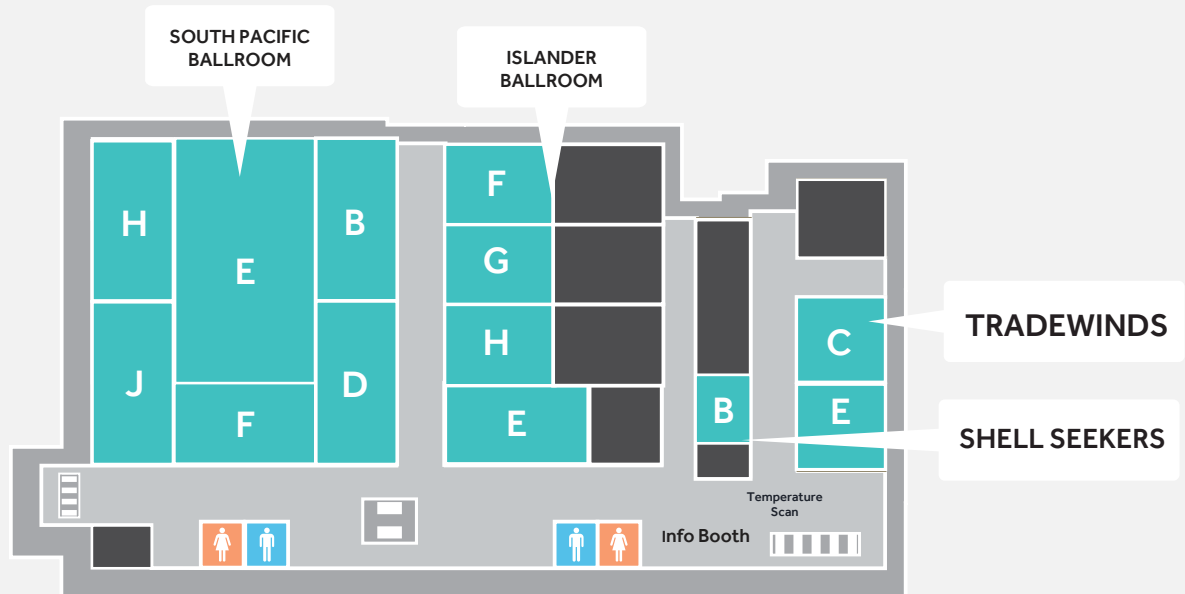 SOUTH PACIFIC
BALLROOM
ISLANDER
BALLROOM
H
E
B
J
F
D
F
G
H
E
B
C
E
TRADEWINDS
SHELL SEEKERS
Temperature
Scan
Info Booth